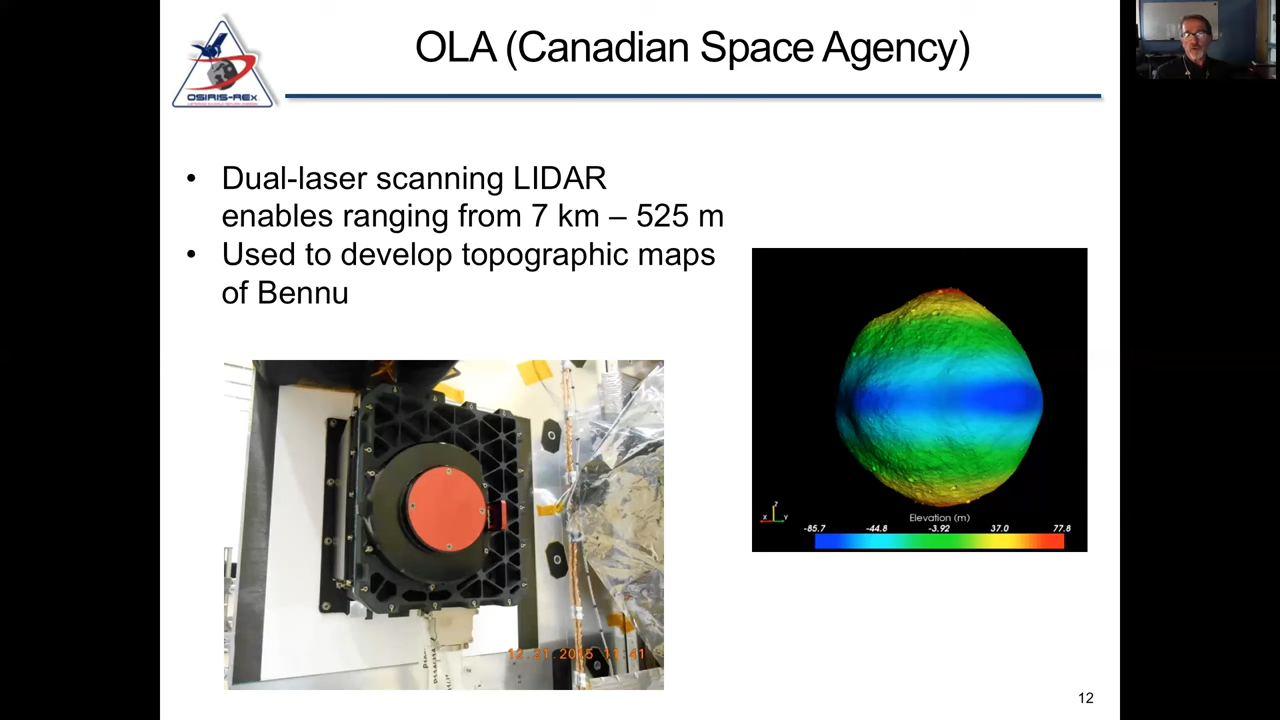 OLA (Canadian Space Agency)
OSIRIS-REx
• Dual-laser scanning LIDAR
enables ranging from 7 km – 525 m
• Used to develop topographic maps
of Bennu
Z
X Y
Elevation (m)
-85.7 -44.8 -3.92 37.0 77.8
12.21.2015 11:41
12